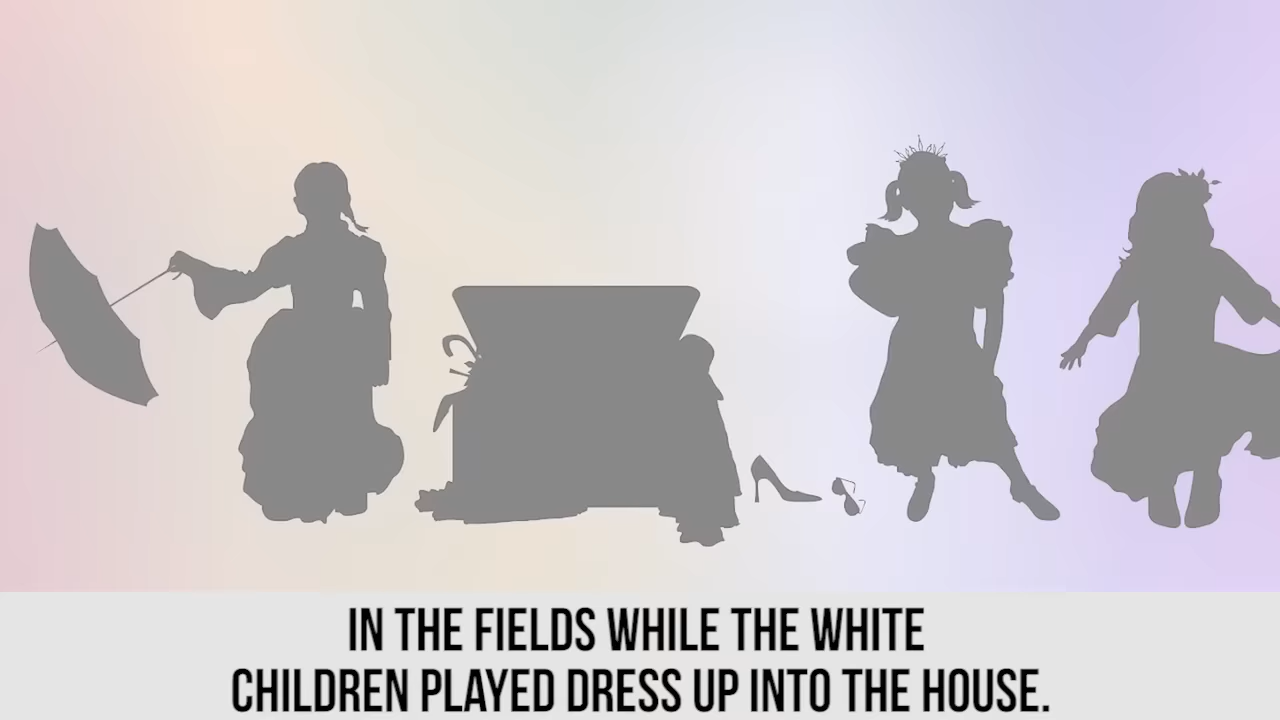 IN THE FIELDS WHILE THE WHITE
CHILDREN PLAYED DRESS UP INTO THE HOUSE.